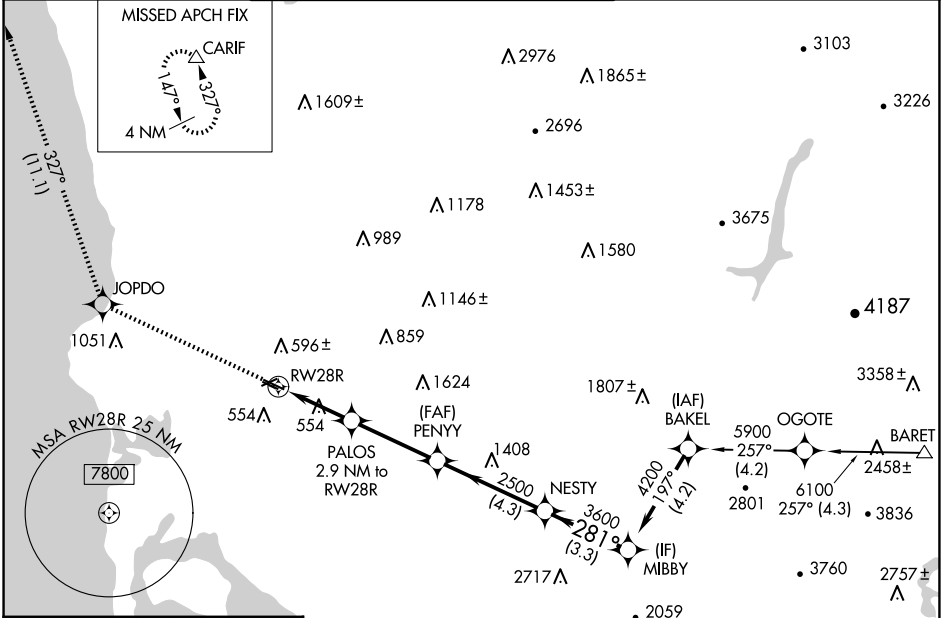 MISSED APCH FIX
CARIF
147°
327°
4 NM
327°
(11.1)
2976
1865±
3103
1609±
3226
2696
1453±
1178
3675
989
1580
JOPDO
1146±
4187
1051
859
596±
RW28R
1624
3358±
1807±
554
554
(FAF)
PENYY
(IAF)
BAKEL
OGOTE
BARET
5900
257°
(4.2)
2458±
6100
257° (4.3)
MSA RW28R 25 NM
7800
PALOS
2.9 NM to
RW28R
1408
2500
(4.3)
NESTY
4200
197°
(4.2)
2801
3836
3600
281°
(3.3)
(IF)
MIBBY
2717
3760
2757±
2059